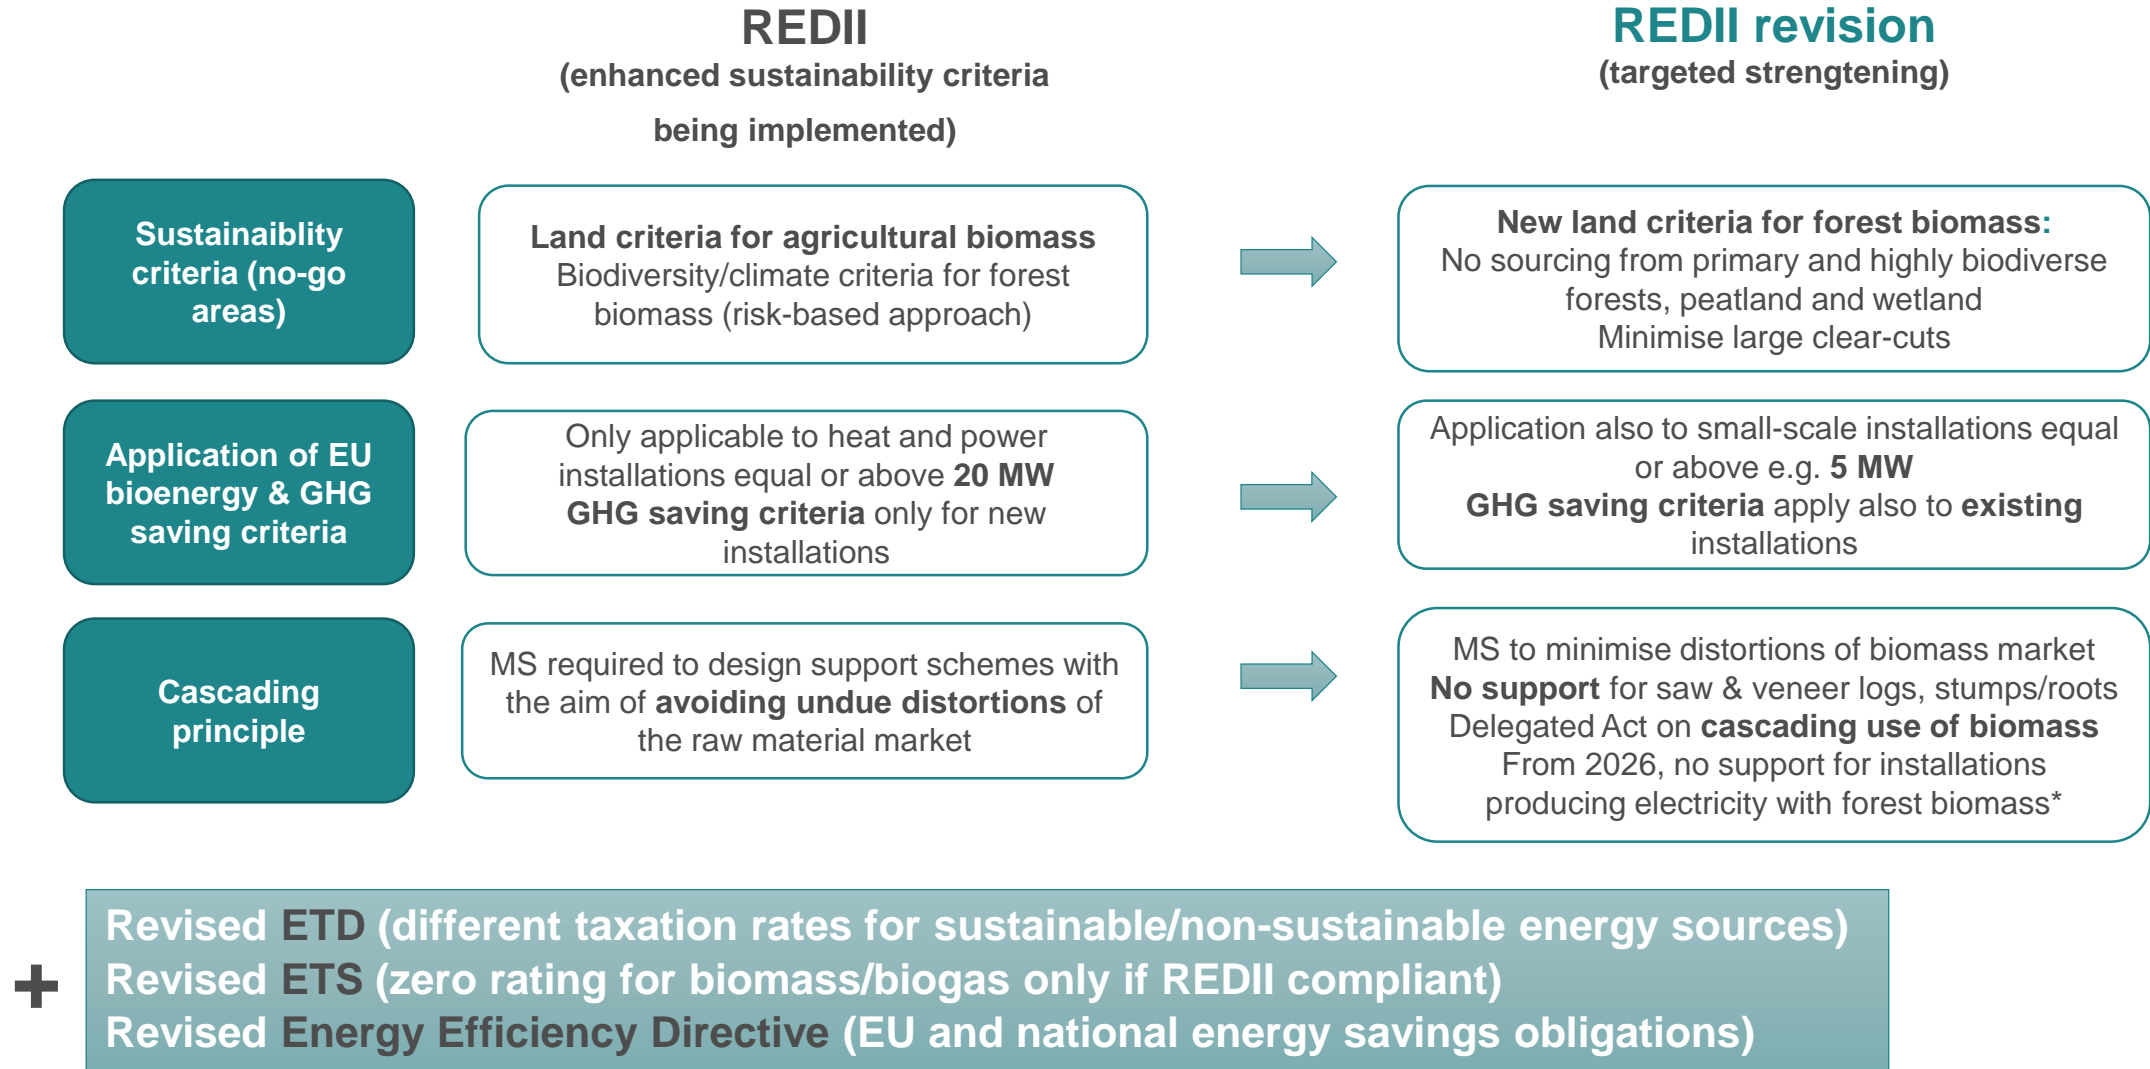 REDII
(enhanced sustainability criteria
being implemented)
REDII revision
(targeted strengtening)
Sustainaiblity
criteria (no-go
areas)
Land criteria for agricultural biomass
Biodiversity/climate criteria for forest
biomass (risk-based approach)
New land criteria for forest biomass:
No sourcing from primary and highly biodiverse
forests, peatland and wetland
Minimise large clear-cuts
Application of EU
bioenergy & GHG
saving criteria
Only applicable to heat and power
installations equal or above 20 MW
GHG saving criteria only for new
installations
Application also to small-scale installations equal
or above e.g. 5 MW
GHG saving criteria apply also to existing
installations
Cascading
principle
MS required to design support schemes with
the aim of avoiding undue distortions of
the raw material market
MS to minimise distortions of biomass market
No support for saw & veneer logs, stumps/roots
Delegated Act on cascading use of biomass
From 2026, no support for installations
producing electricity with forest biomass*
+
Revised ETD (different taxation rates for sustainable/non-sustainable energy sources)
Revised ETS (zero rating for biomass/biogas only if REDII compliant)
Revised Energy Efficiency Directive (EU and national energy savings obligations)